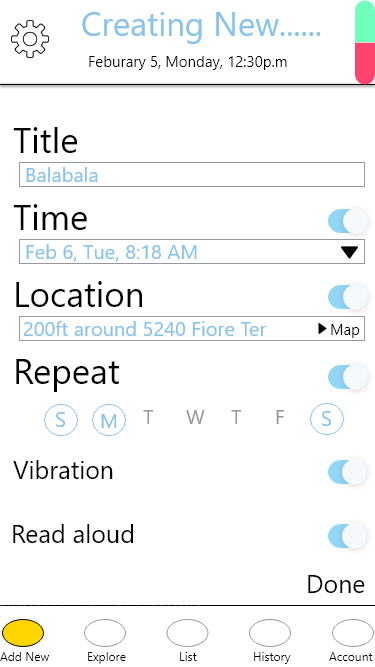 Creating New......
Feburary 5, Monday, 12:30p.m
Title
Balabala
Time
Feb 6, Tue, 8:18 AM
Location
200ft around 5240 Fiore Ter
Map
Repeat
S M T W T F S
Vibration
Read aloud
Done
Add New Explore List History Account